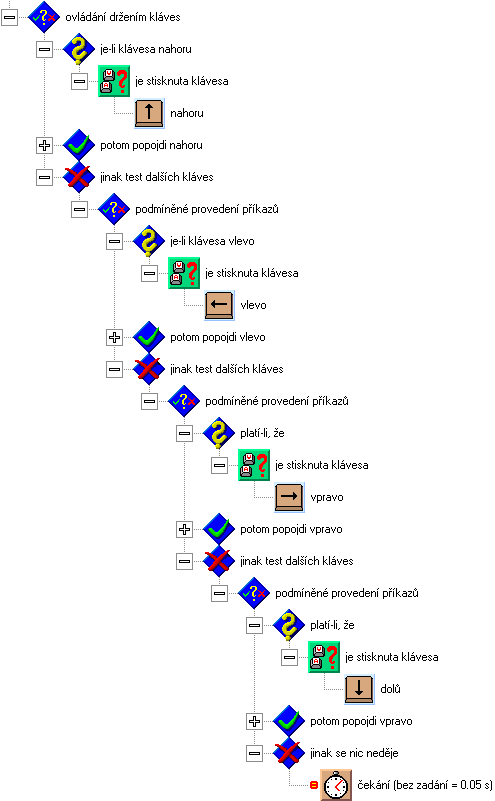 ovládání držením kláves
je-li klávesa nahoru
je stisknuta klávesa
nahoru
potom popojdi nahoru
jinak test dalších kláves
podmíněné provedení příkazů
je-li klávesa vlevo
je stisknuta klávesa
vlevo
potom popojdi vlevo
jinak test dalších kláves
podmíněné provedení příkazů
platí-li, že
je stisknuta klávesa
vpravo
potom popojdi vpravo
jinak test dalších kláves
podmíněné provedení příkazů
platí-li, že
je stisknuta klávesa
dolů
potom popojdi vpravo
jinak se nic neděje
čekání (bez zadání = 0.05 s)